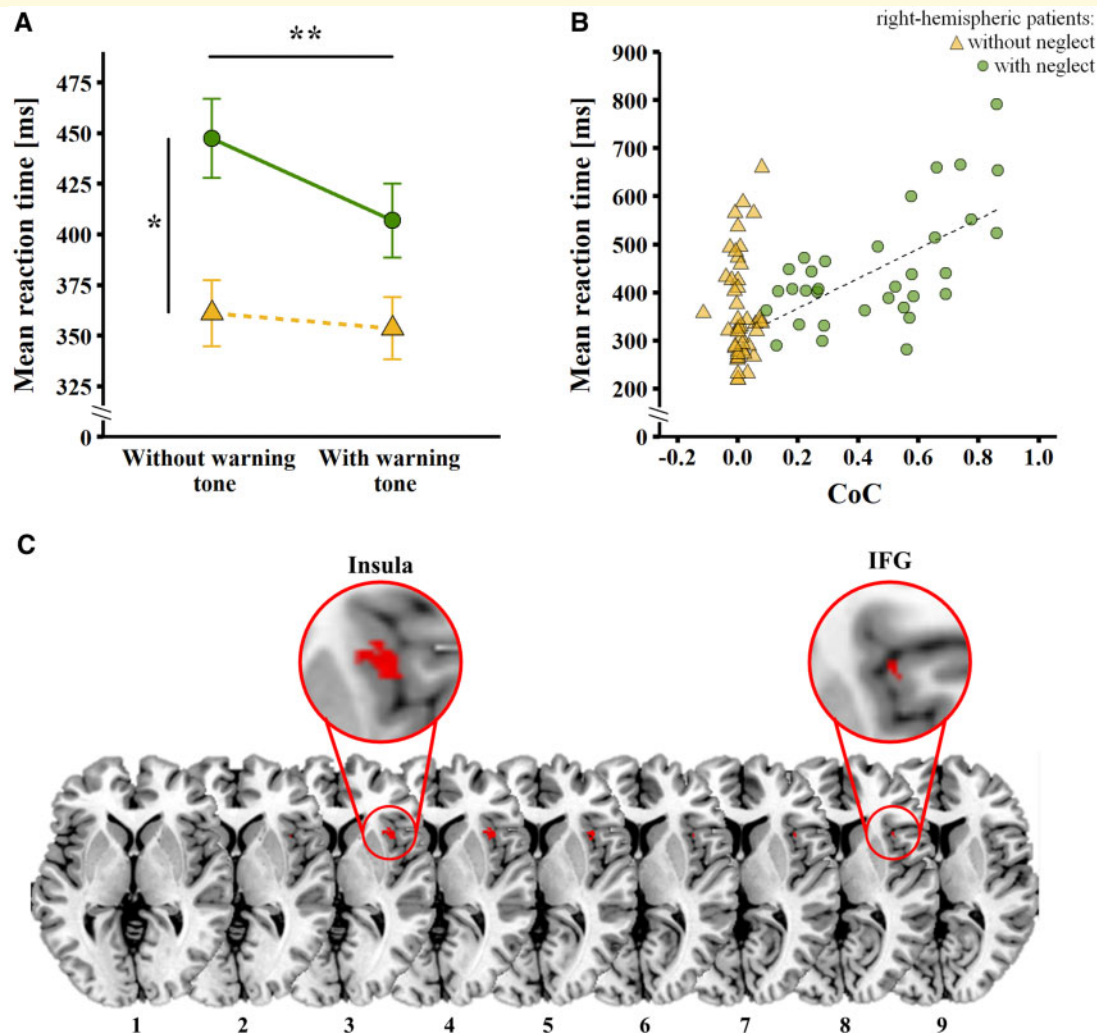 A
**
475
450
425
400
375
350
325
0
Mean reaction time [ms]
*
Without warning
tone
With warning
tone
B
right-hemispheric patients:
without neglect
with neglect
900
800
700
600
500
400
300
200
0
Mean reaction time [ms]
-0.2 0.0 0.2 0.4 0.6 0.8 1.0
CoC
C
Insula
IFG
1 2 3 4 5 6 7 8 9